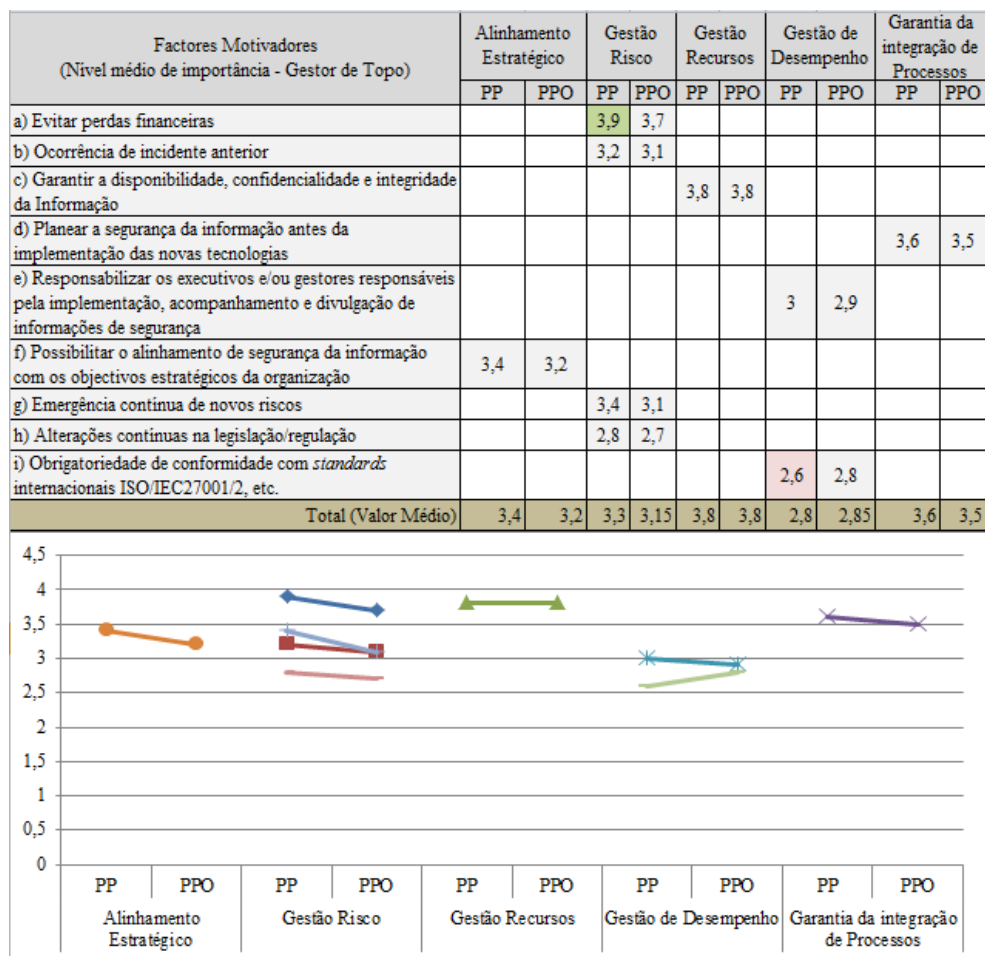 Factores Motivadores
(Nivel médio de importância - Gestor de Topo)
Alinhamento
Estratégico
Gestão
Risco
Gestão
Recursos
Gestão de
Desempenho
Garantia da
integração de
Processos
PP PPO PP PPO PP PPO PP PPO PP PPO
a) Evitar perdas financeiras 3,9 3,7
b) Ocorrência de incidente anterior 3,2 3,1
c) Garantir a disponibilidade, confidencialidade e integridade
da Informação 3,8 3,8
d) Planear a segurança da informação antes da
implementação das novas tecnologias 3,6 3,5
e) Responsabilizar os executivos e/ou gestores responsáveis
pela implementação, acompanhamento e divulgação de 3 2,9
informações de segurança
f) Possibilitar o alinhamento de segurança da informação
com os objectivos estratégicos da organização 3,4 3,2
g) Emergência contínua de novos riscos 3,4 3,1
h) Alterações continuas na legislação/regulação 2,8 2,7
i) Obrigatoriedade de conformidade com standards
internacionais ISO/IEC27001/2, etc. 2,6 2,8
Total (Valor Médio) 3,4 3,2 3,3 3,15 3,8 3,8 2,8 2,85 3,6 3,5
4,5
4
3,5
3
2,5
2
1,5
1
0,5
0
PP PPO PP PPO PP PPO PP PPO PP PPO
Alinhamento
Estratégico
Gestão Risco
Gestão Recursos
Gestão de Desempenho
Garantia da integração
de Processos